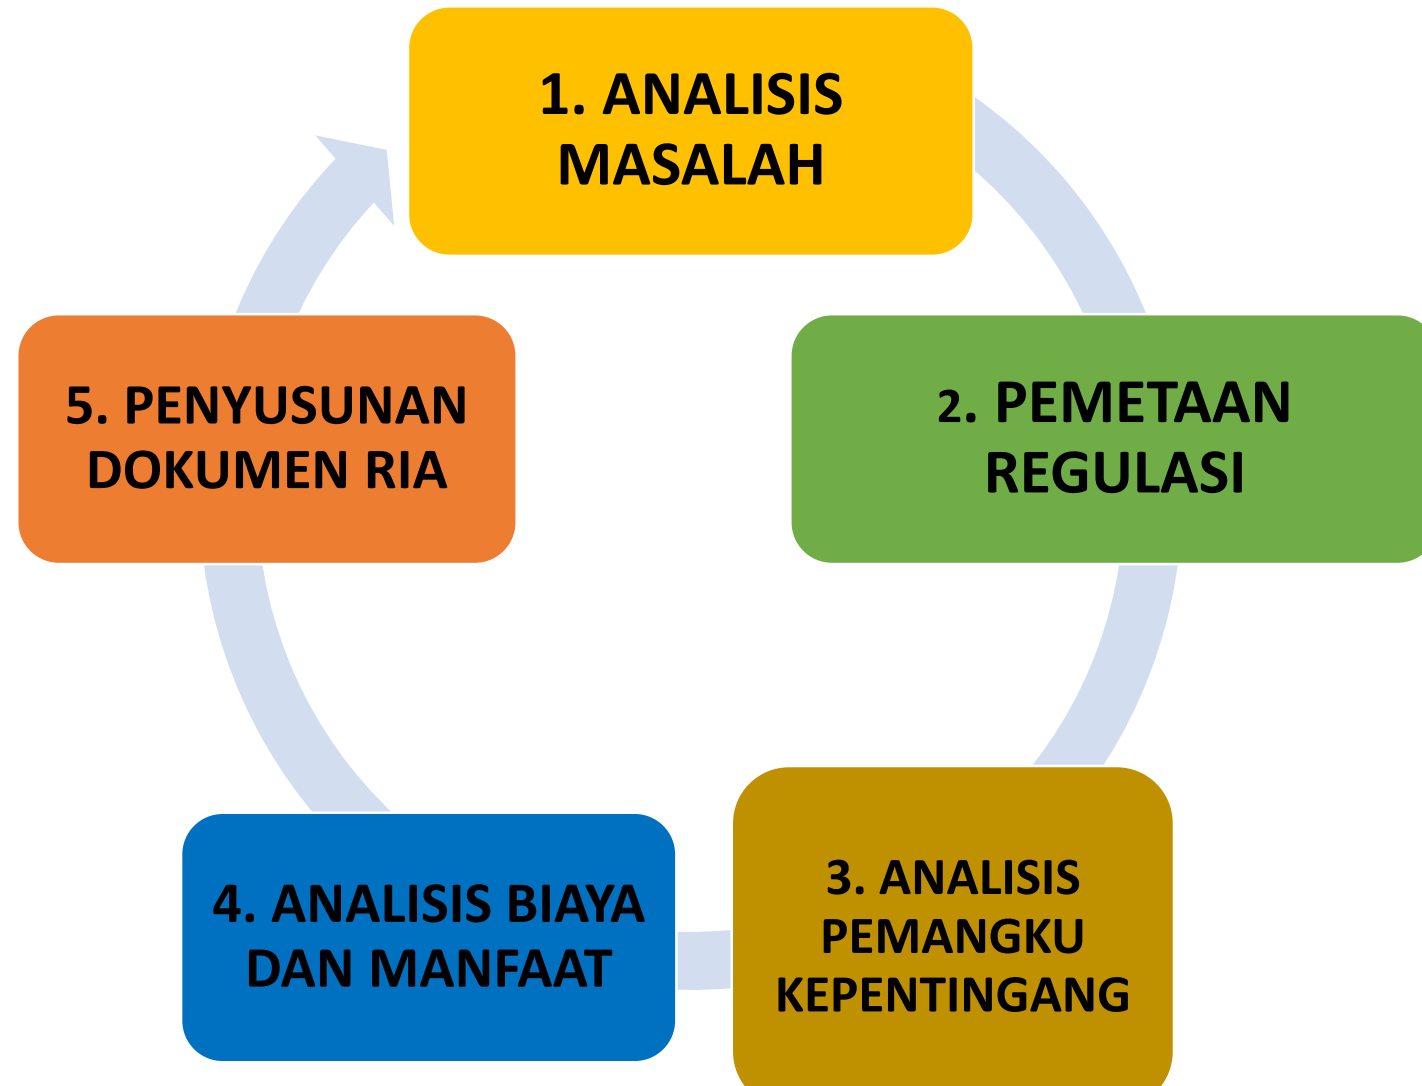 1. ANALISIS
MASALAH
2. PEMETAAN
REGULASI
3. ANALISIS
PEMANGKU
KEPENTINGANG
4. ANALISIS BIAYA
DAN MANFAAT
5. PENYUSUNAN
DOKUMEN RIA